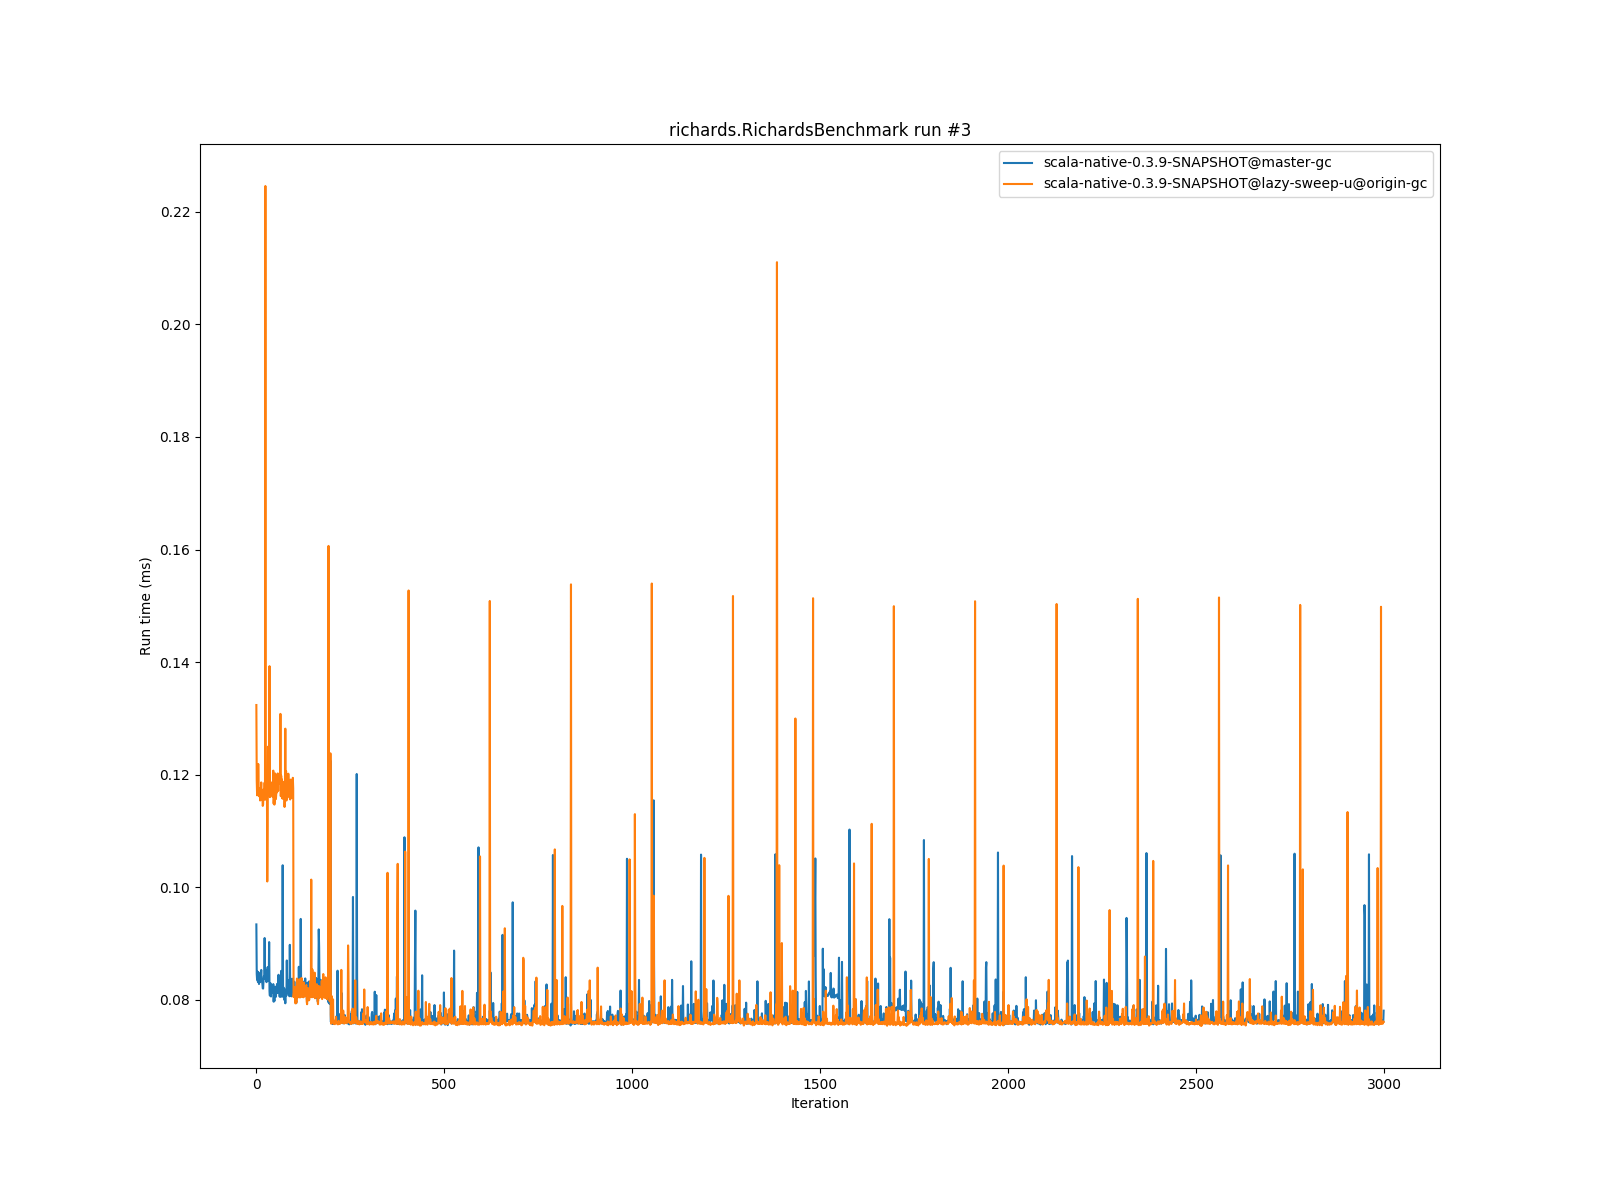 richards.RichardsBenchmark run #3
scala-native-0.3.9-SNAPSHOT@master-gc
scala-native-0.3.9-SNAPSHOT@lazy-sweep-u@origin-gc
0.22
0.20
0.18
0.16
0.14
0.12
0.10
0.08
Run time (ms)
0 500 1000 1500 2000 2500 3000
Iteration